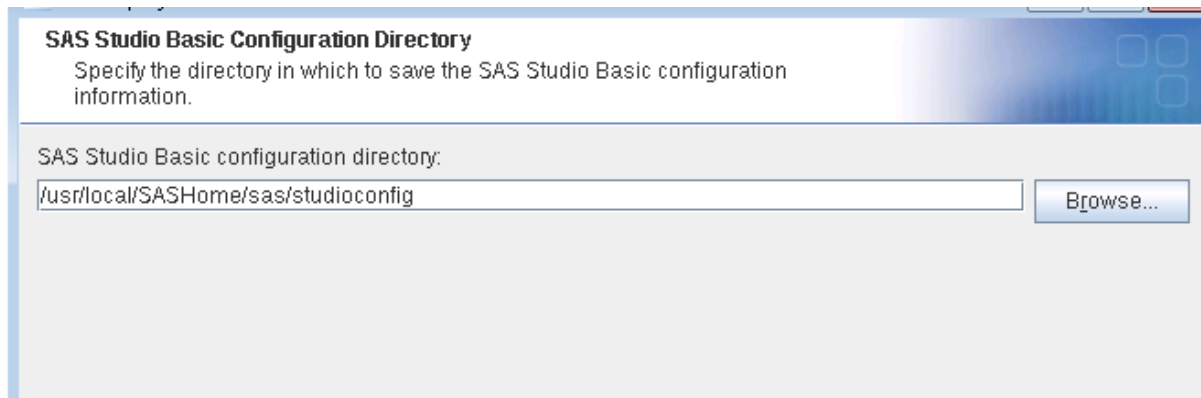 SAS Studio Basic Configuration Directory
Specify the directory in which to save the SAS Studio Basic configuration
information.
SAS Studio Basic configuration directory:
/usr/local/SASHome/sas/studioconfig
Browse...